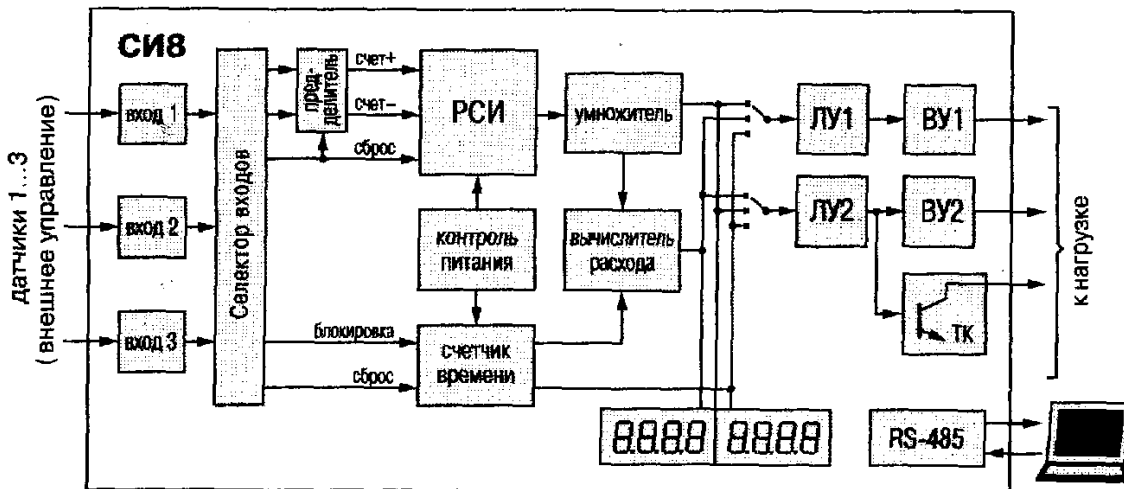 СИ8
датчики 1...3
(внешнее управление)
вход 1
вход 2
вход 3
Селектор входов
пред-
делитель
счет+
счет–
сброс
РСИ
умножитель
контроль
питания
вычислитель
расхода
блокировка
сброс
счетчик
времени
ЛУ1
ВУ1
ЛУ2
ВУ2
ТК
к нагрузке
8.8.8.8 8.8.8.8
RS-485